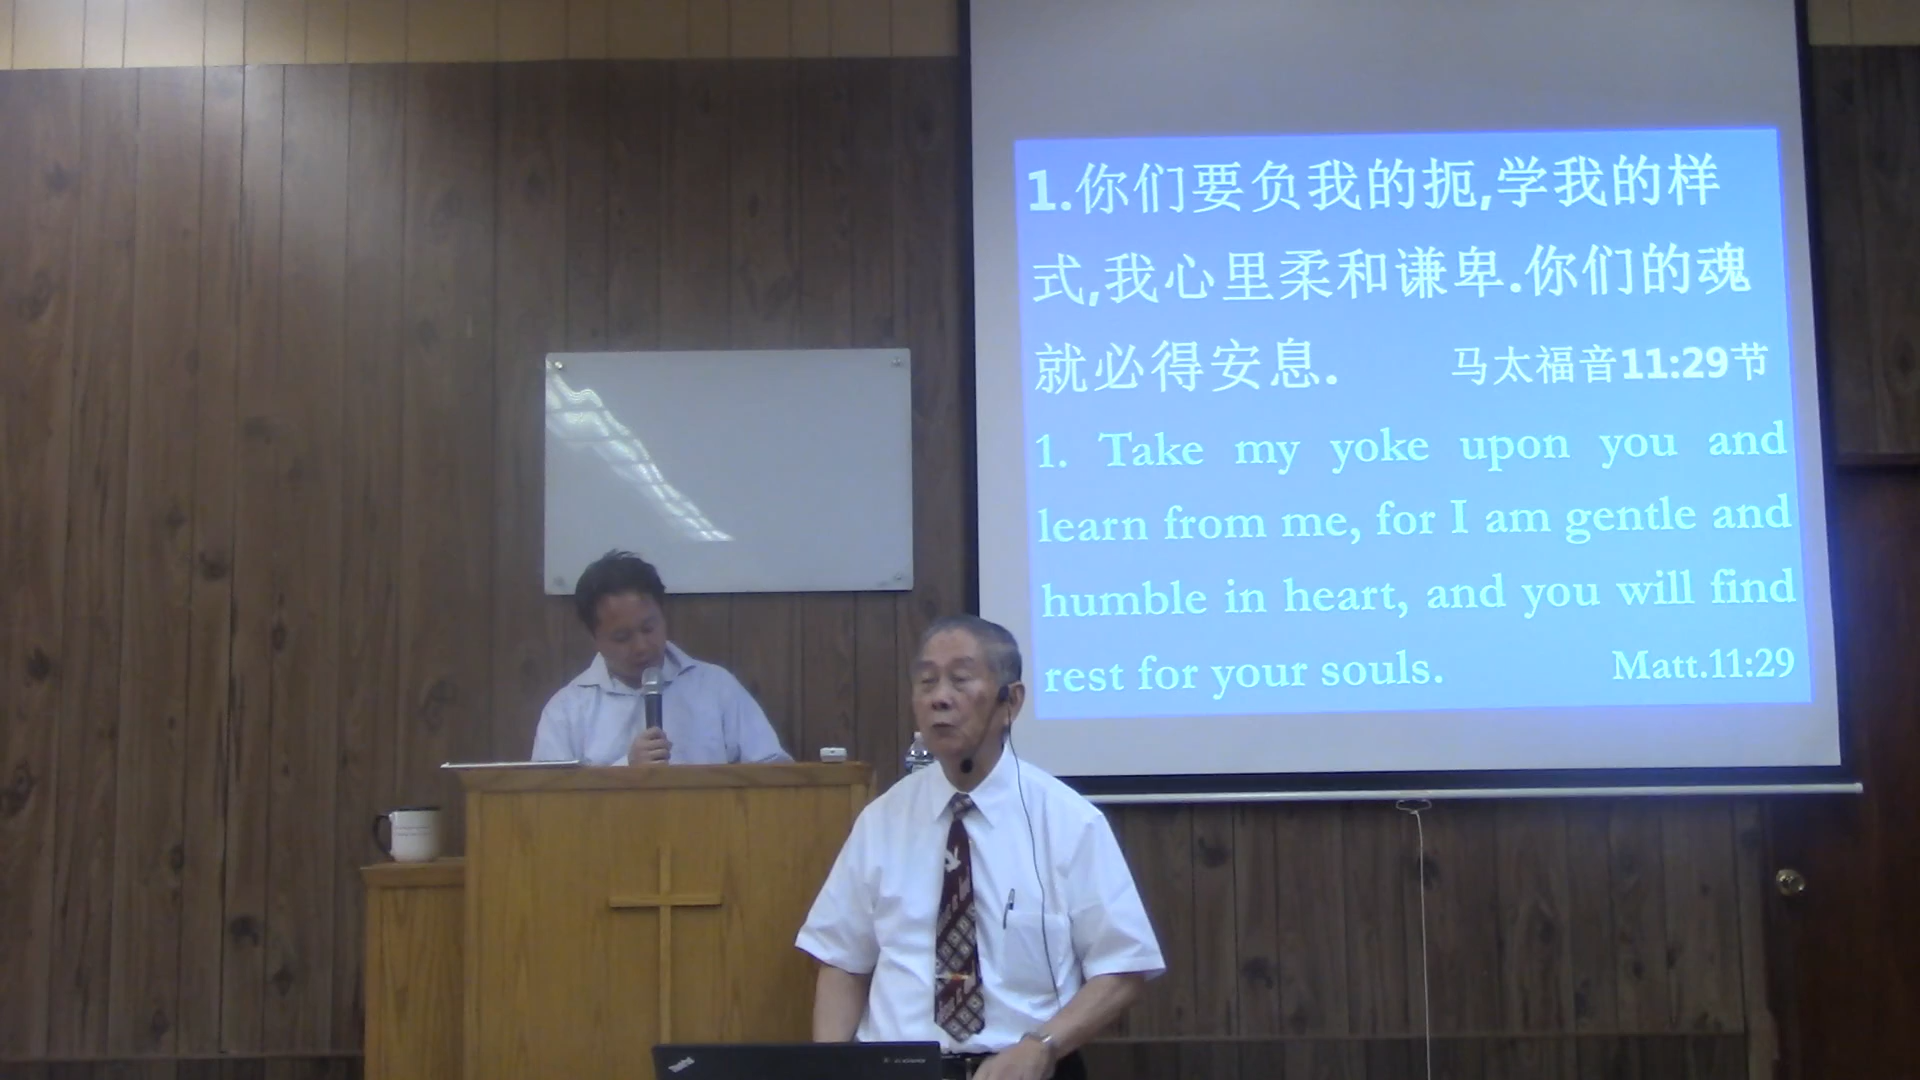 1.你们要负我的扼,学我的样
式,我心里柔和谦卑.你们的魂
就必得安息. 马太福音11:29节
1. Take my yoke upon you and
learn from me, for I am gentle and
humble in heart, and you will find
rest for your souls. Matt.11:29
ThinkPad